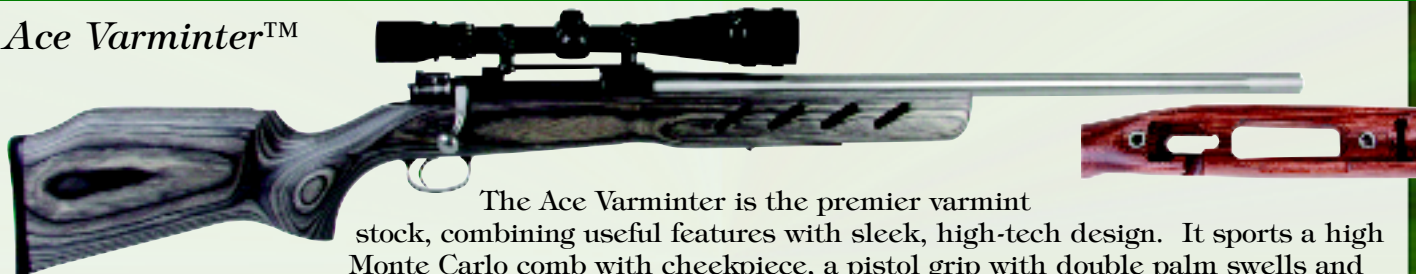 Ace Varminter™
The Ace Varminter is the premier varmint
stock, combining useful features with sleek, high-tech design. It sports a high
Monte Carlo comb with cheekpiece, a pistol grip with double palm swells and